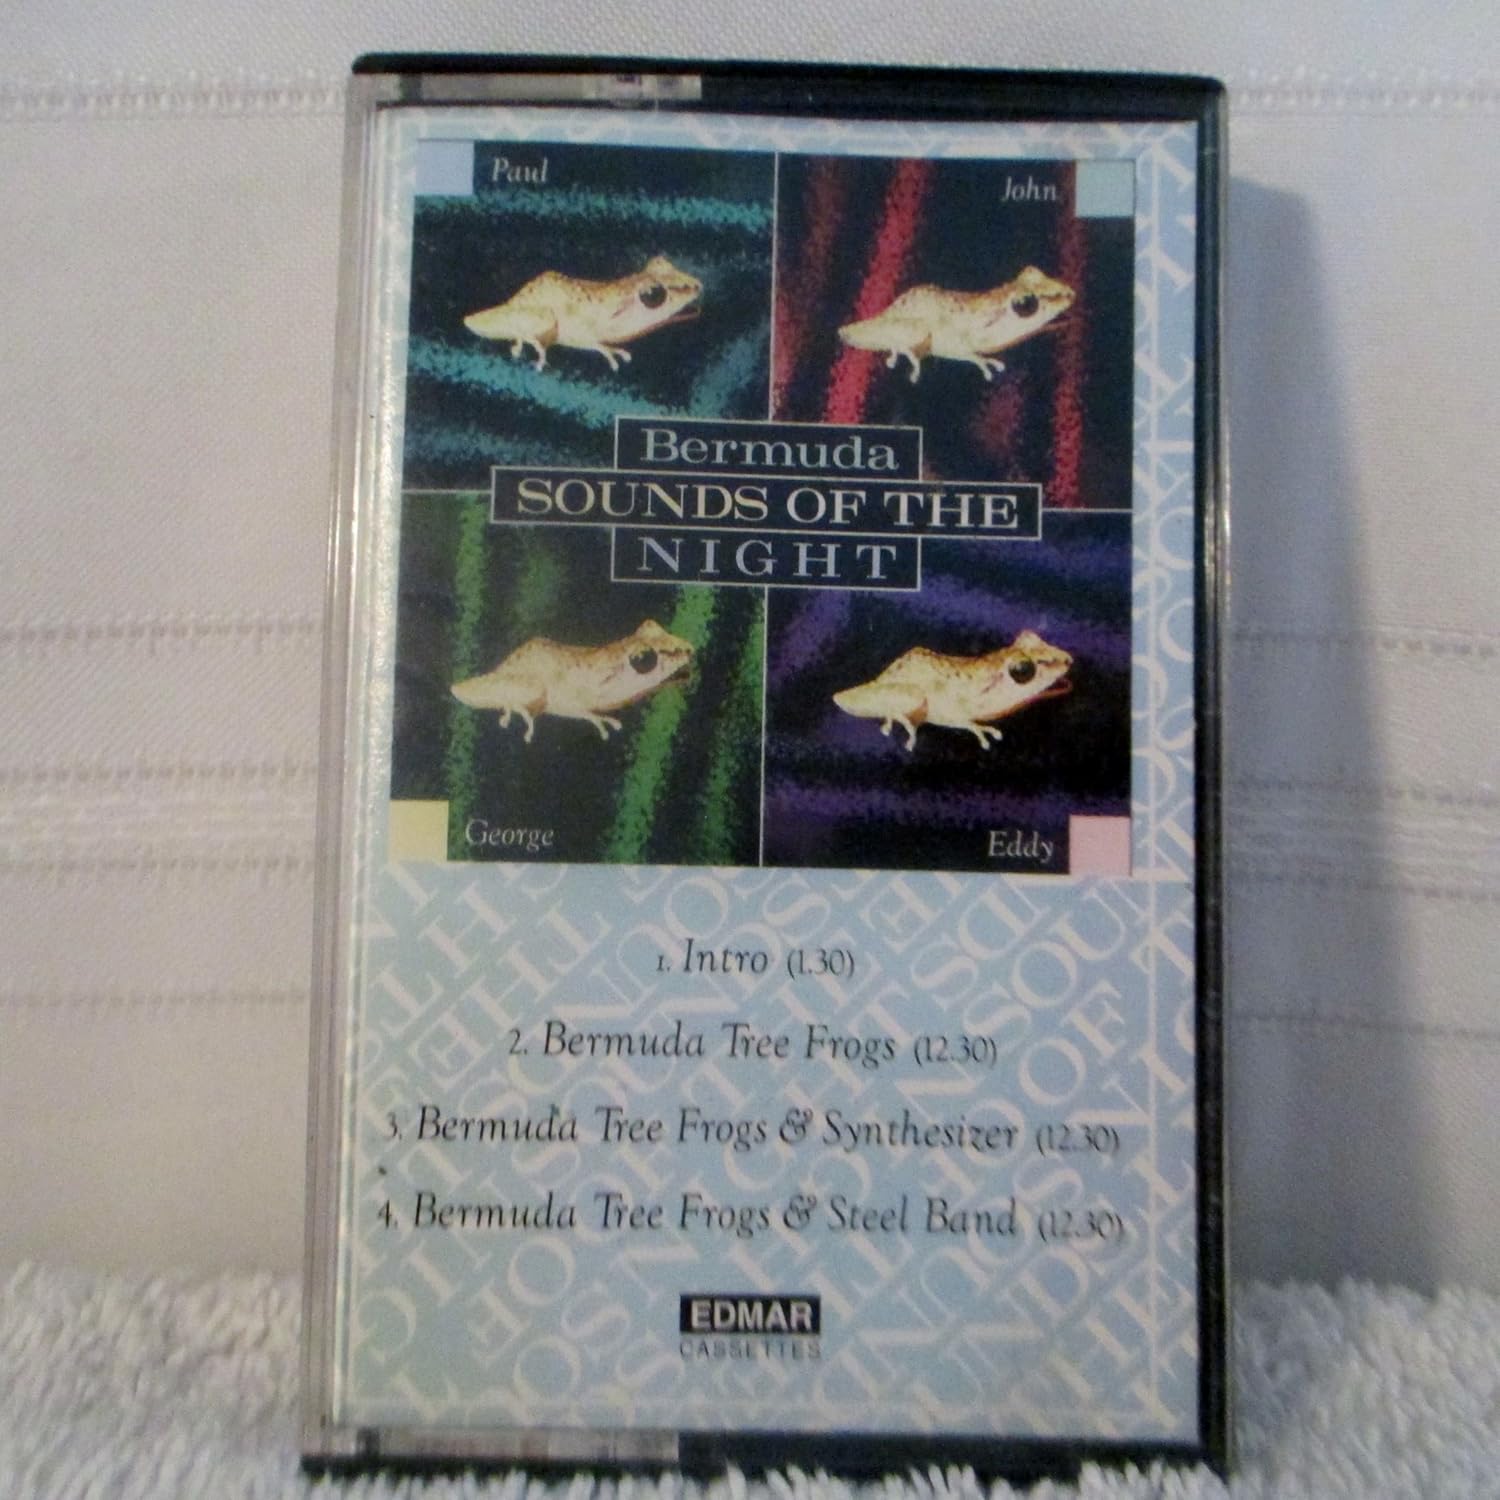 Paul
John
Bermuda
SOUNDS OF THE
NIGHT
George
Eddy
1. Intro (1.30)
2. Bermuda Tree Frogs (12.30)
3. Bermuda Tree Frogs & Synthesizer (12.30)
4. Bermuda Tree Frogs & Steel Band (12.30)
EDMAR
CASSETTES